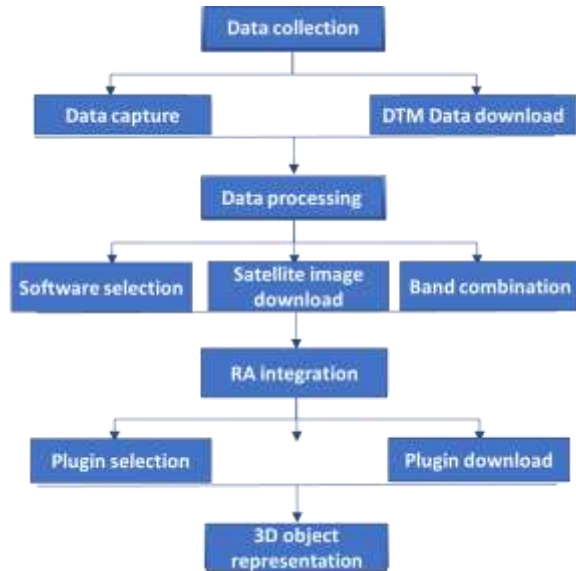 Data collection
Data capture
DTM Data download
Data processing
Software selection
Satellite image
download
Band combination
RA integration
Plugin selection
Plugin download
3D object
representation